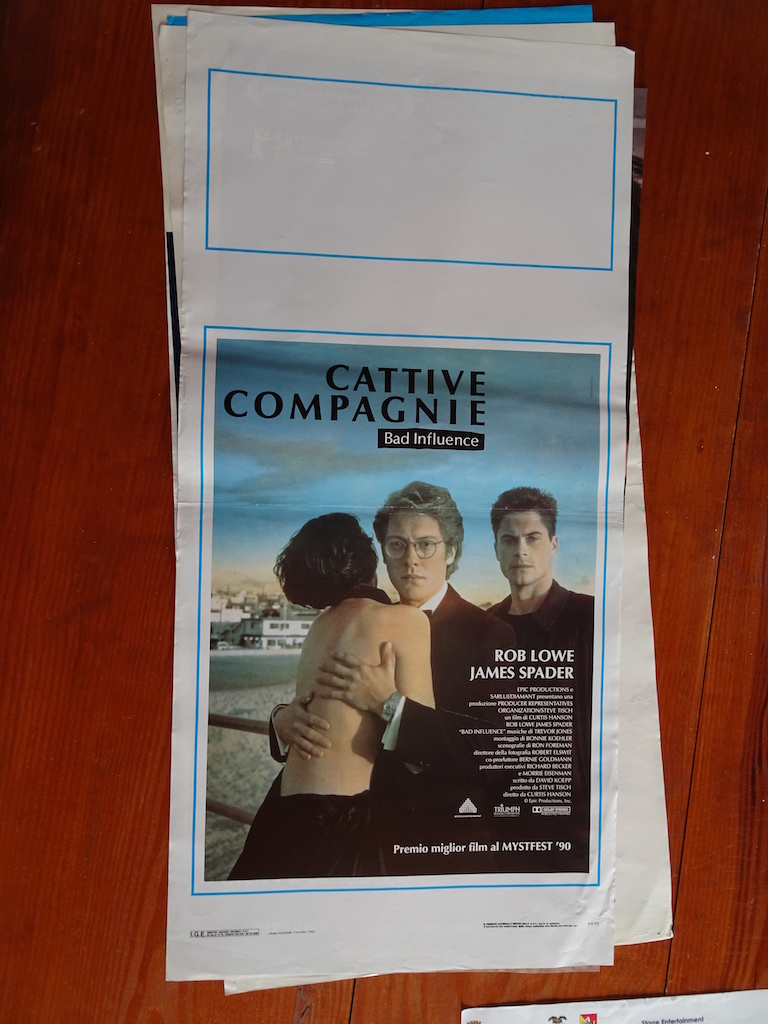 CATTIVE
COMPAGNIE
Bad Influence
ROB LOWE
JAMES SPADER
EPIC PRODUCTIONS e
SARLUI/DIAMANT presentano una
produzione PRODUCER REPRESENTATIVES
ORGANIZATION/STEVE TISCH
un film di CURTIS HANSON
ROB LOWE JAMES SPADER
"BAD INFLUENCE" musiche di TREVOR JONES
montaggio di BONNIE KOEHLER
scenografie di RON FOREMAN
direttore della fotografia ROBERT ELSWIT
co-produttore BERNIE GOLDMANN
produttori esecutivi RICHARD BECKER
e MORRIE EISENMAN
scritto da DAVID KOEPP
prodotto da STEVE TISCH
diretto da CURTIS HANSON
© Epic Productions, Inc.
TRIUMPH
DOLBY STEREO
Premio miglior film al MYSTFEST '90
I.G.E.
Stage Entertainment